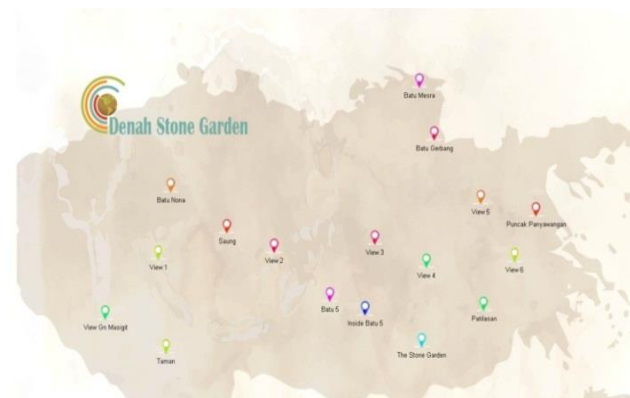 Denah Stone Garden
Batu Mesra
Batu Gerbang
Batu Nona
View 5
Puncak Panyawangan
Saung
View 2
View 3
View 1
View 4
View 6
Batu 5
Inside Batu 5
Patilasan
View Gn Masigit
Taman
The Stone Garden